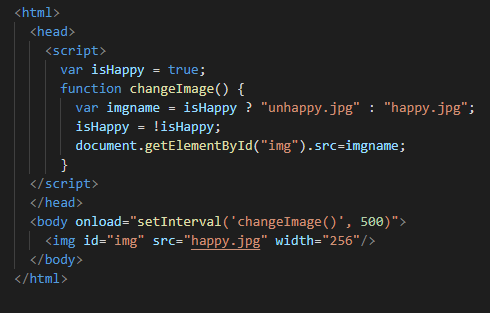 <html>
<head>
<script>
var isHappy = true;
function changeImage() {
var imgname = isHappy ? "unhappy.jpg" : "happy.jpg";
isHappy = !isHappy;
document.getElementById("img").src=imgname;
}
</script>
</head>
<body onload="setInterval('changeImage()', 500)">
<img id="img" src="happy.jpg" width="256"/>
</body>
</html>